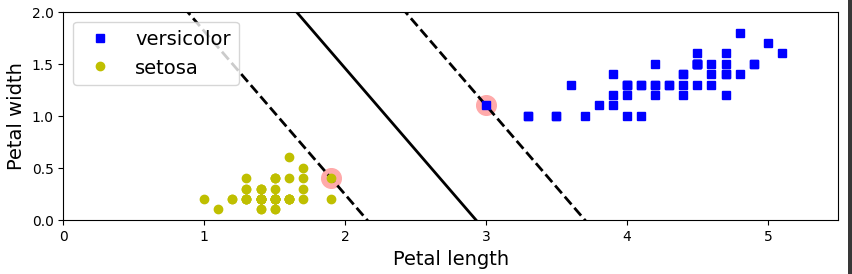 2.0
versicolor
setosa
1.5
1.0
0.5
0.0
Petal width
0 1 2 3 4 5
Petal length